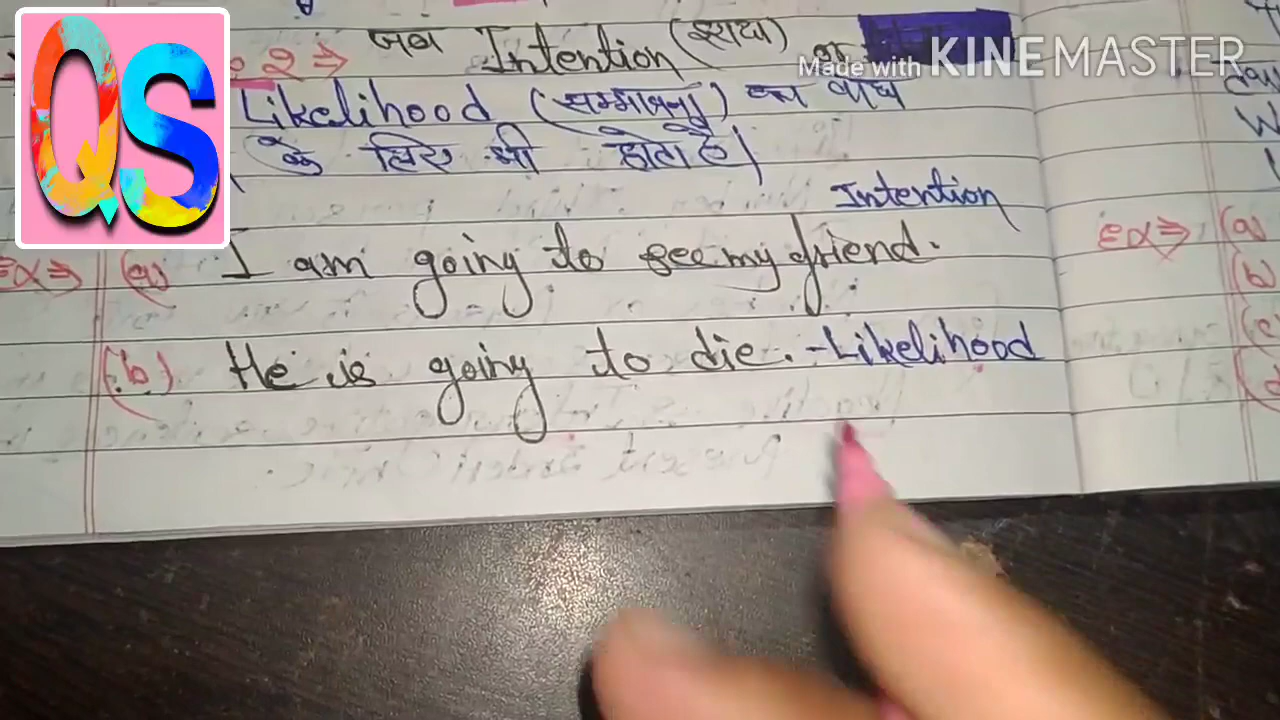 QS
2 ⇒ जब Intention (इरादा) या
Made with KINEMASTER
Likelihood (सम्भावना) का बोध
के लिए भी होता है।
Intention
Ex ⇒ (a) I am going to see my friend.
(b) He is going to die. - Likelihood
Ex ⇒ (a)
(b)
(c)
(d)